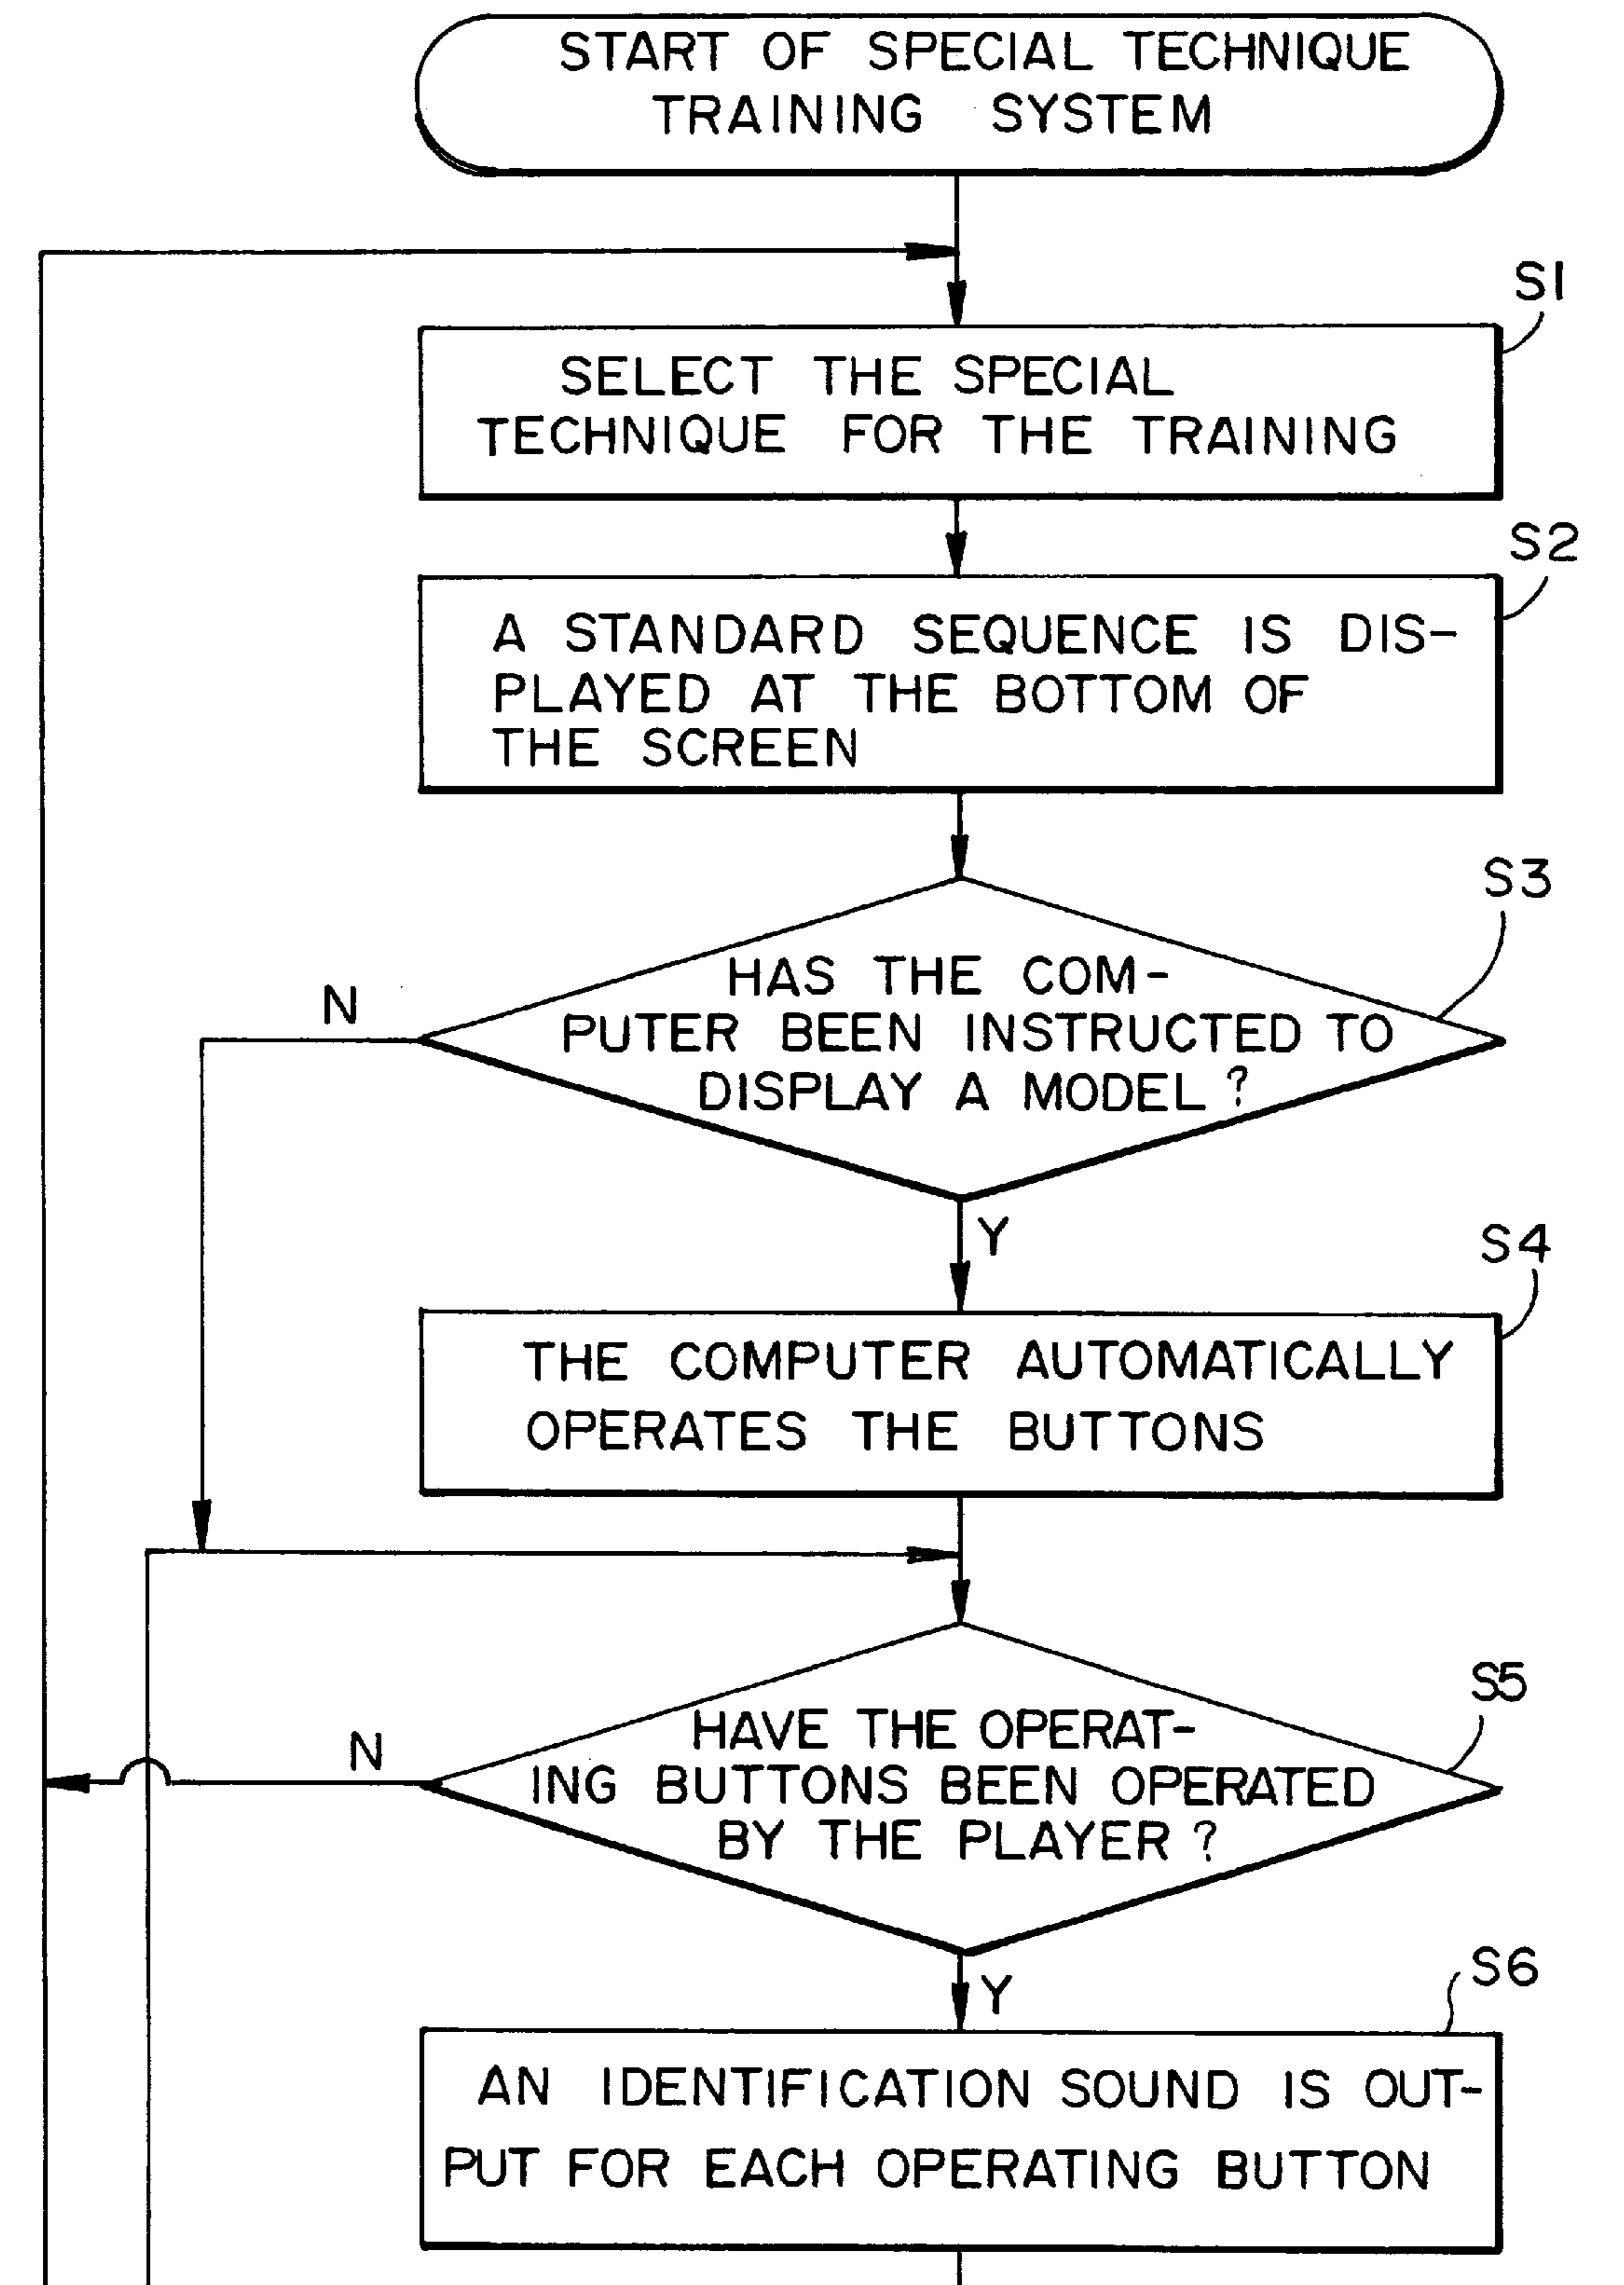 START OF SPECIAL TECHNIQUE
TRAINING SYSTEM
S1
SELECT THE SPECIAL
TECHNIQUE FOR THE TRAINING
S2
A STANDARD SEQUENCE IS DIS-
PLAYED AT THE BOTTOM OF
THE SCREEN
S3
HAS THE COM-
PUTER BEEN INSTRUCTED TO
DISPLAY A MODEL ?
N
Y
S4
THE COMPUTER AUTOMATICALLY
OPERATES THE BUTTONS
S5
HAVE THE OPERAT-
ING BUTTONS BEEN OPERATED
BY THE PLAYER ?
N
Y
S6
AN IDENTIFICATION SOUND IS OUT-
PUT FOR EACH OPERATING BUTTON